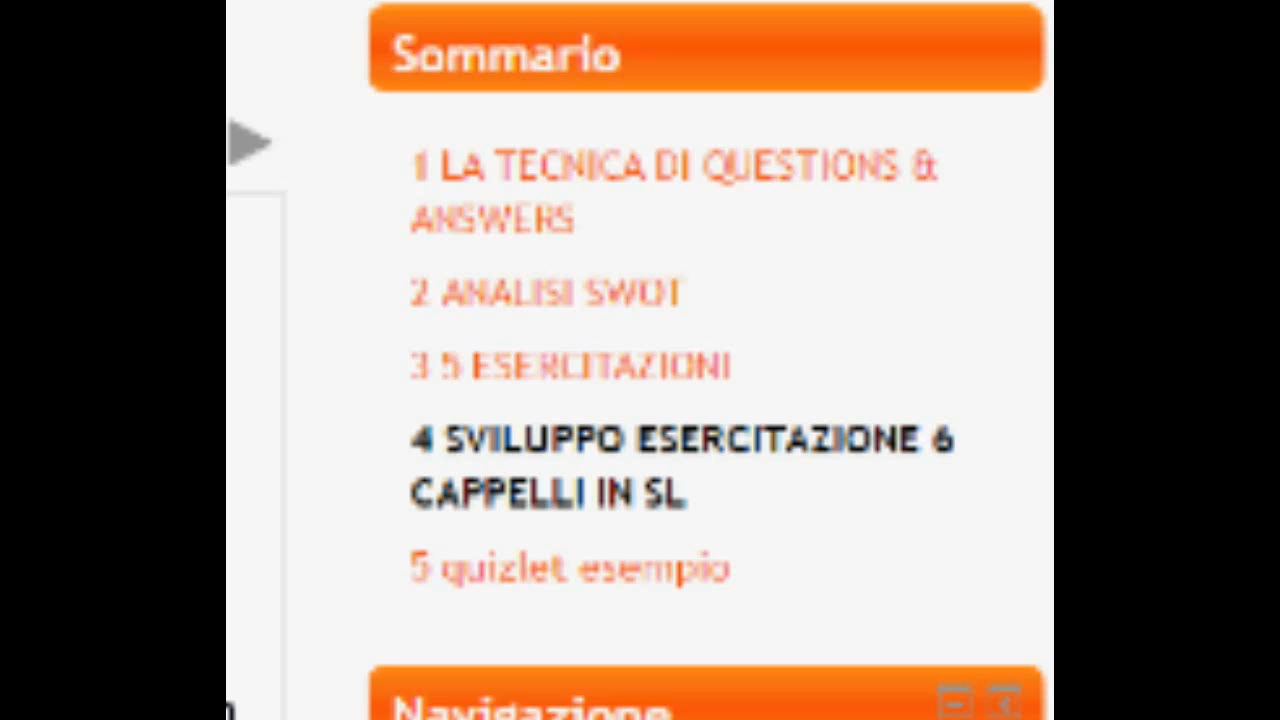 Sommario
1 LA TECNICA DI QUESTIONS &
ANSWERS
2 ANALISI SWOT
3 5 ESERCITAZIONI
4 SVILUPPO ESERCITAZIONE 6
CAPPELLI IN SL
5 quizlet esempio
Navigazione